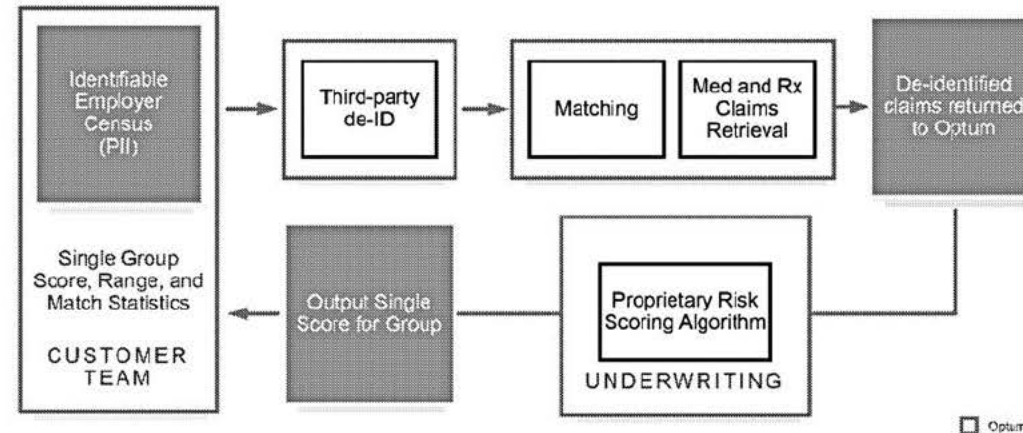 Identifiable
Employer
Census
(PII)
Third-party
de-ID
Matching
Med and Rx
Claims
Retrieval
De-identified
claims returned
to Optum
Single Group
Score, Range, and
Match Statistics
CUSTOMER
TEAM
Output Single
Score for Group
Proprietary Risk
Scoring Algorithm
UNDERWRITING
Optum